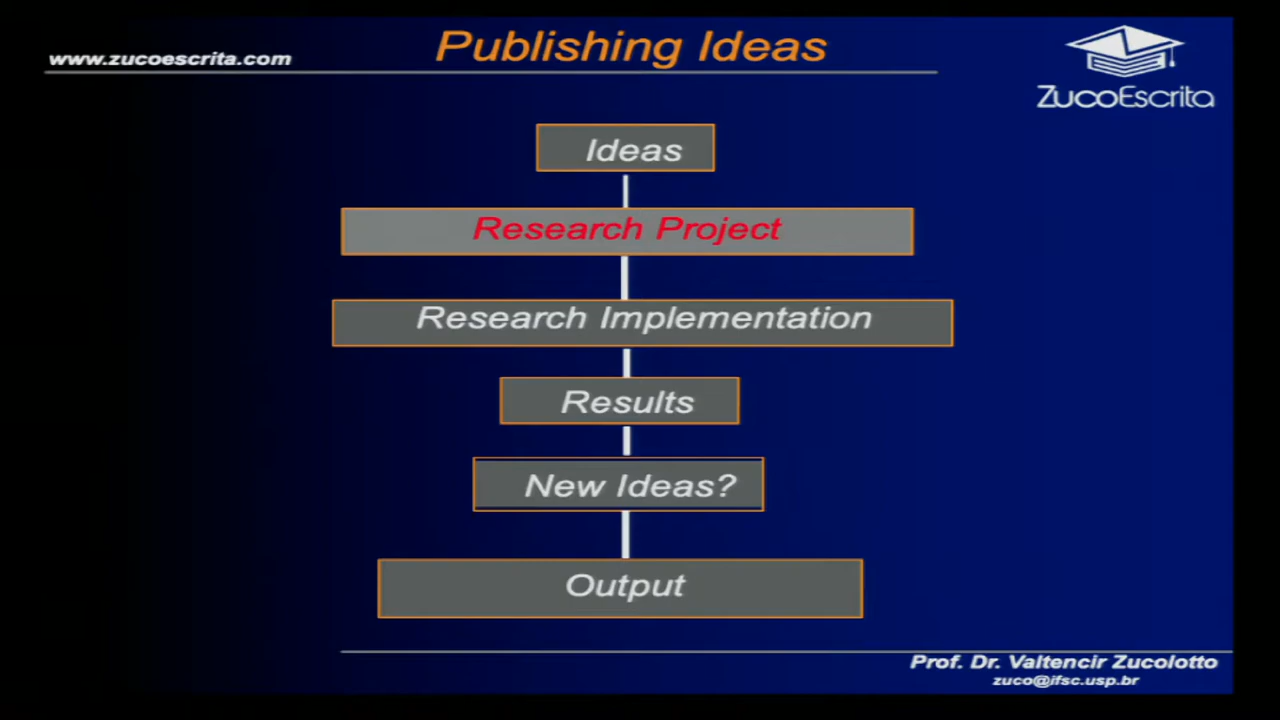 www.zucoescrita.com
Publishing Ideas
ZucoEscrita
Ideas
Research Project
Research Implementation
Results
New Ideas?
Output
Prof. Dr. Valtencir Zucolotto
zuco@ifsc.usp.br